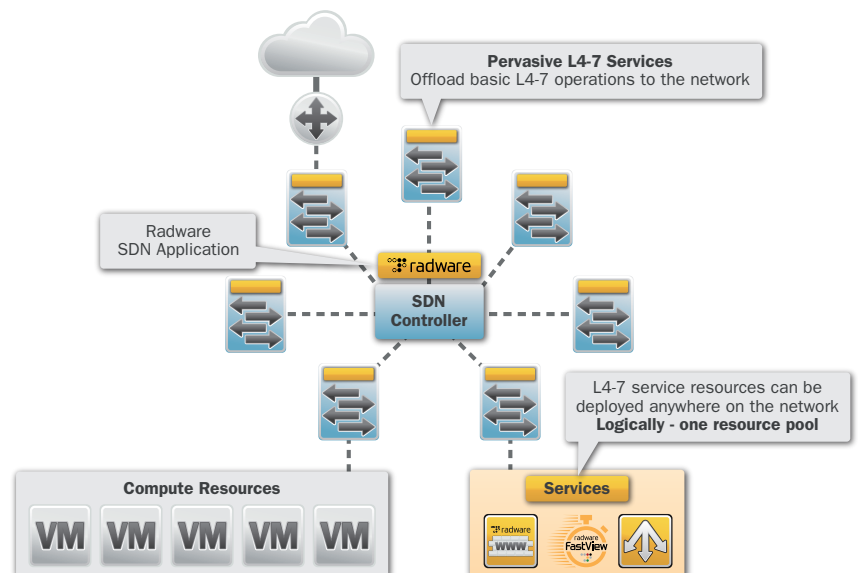 Pervasive L4-7 Services
Offload basic L4-7 operations to the network
Radware
SDN Application
radware
SDN
Controller
L4-7 service resources can be
deployed anywhere on the network
Logically - one resource pool
Compute Resources
VM VM VM VM VM
Services
radware
www
radware
FastView